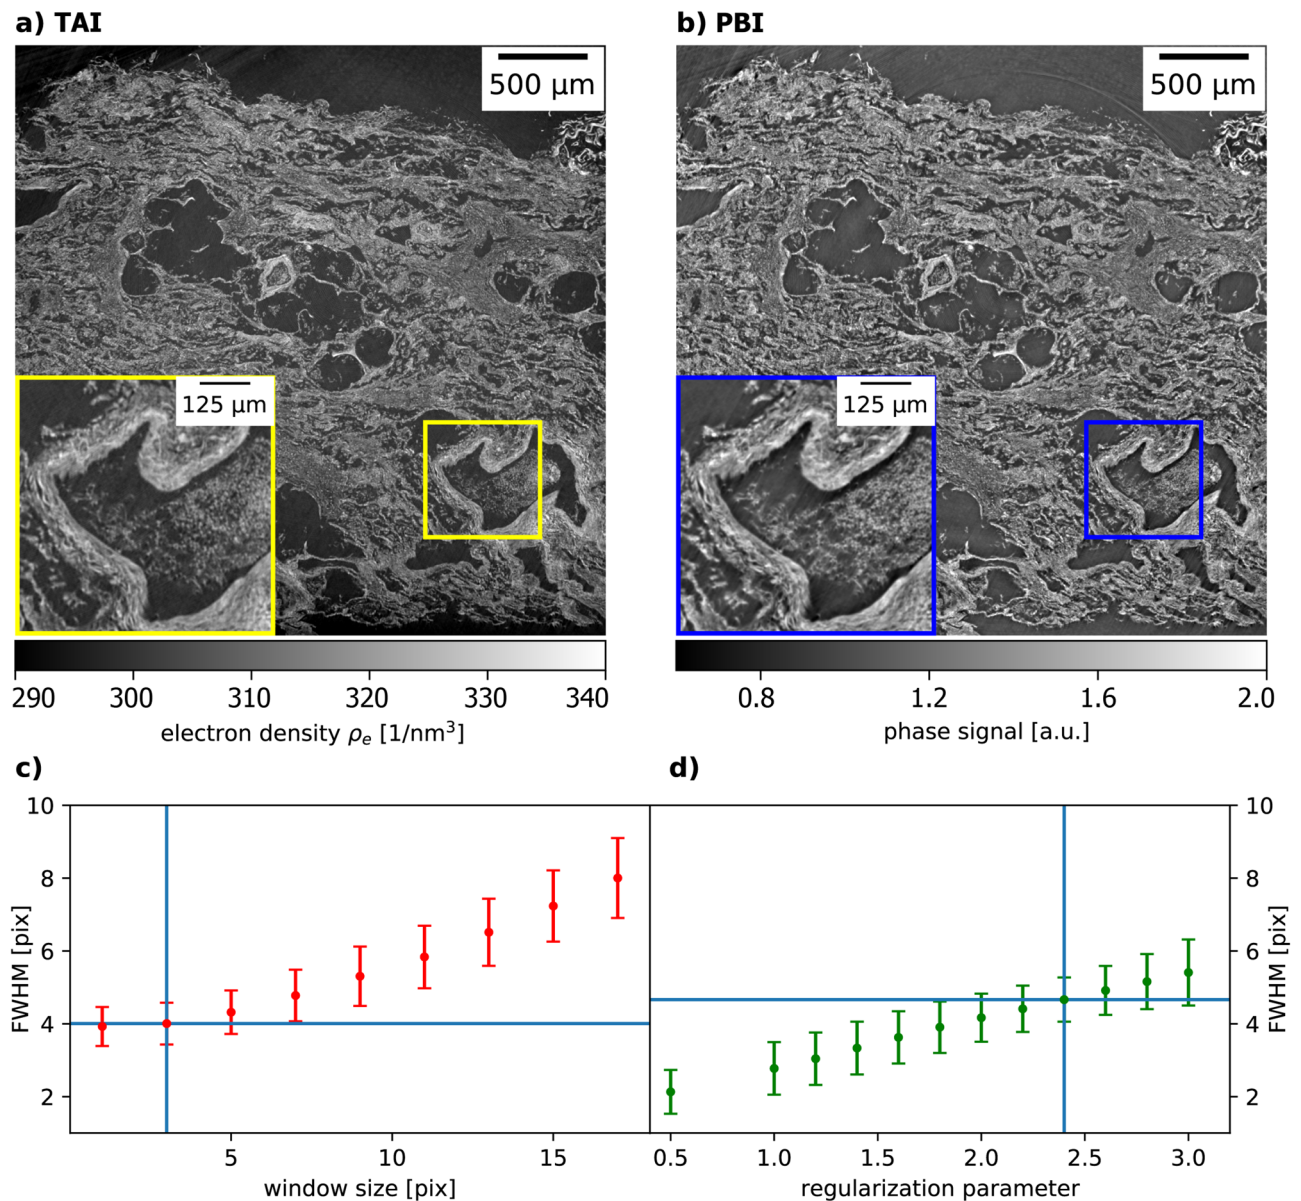 a) TAI
b) PBI
500 μm
500 μm
125 μm
125 μm
290 300 310 320 330 340
electron density ρe [1/nm³]
0.8 1.2 1.6 2.0
phase signal [a.u.]
c)
d)
10
8
6
4
2
FWHM [pix]
5 10 15
window size [pix]
10
8
6
4
2
FWHM [pix]
0.5 1.0 1.5 2.0 2.5 3.0
regularization parameter